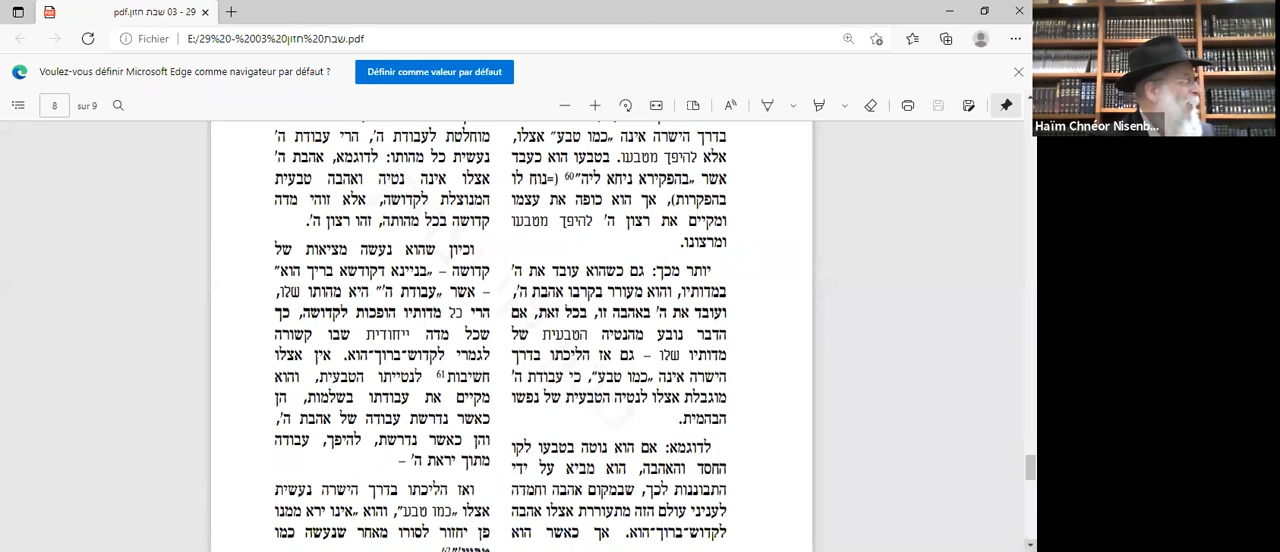 שבת חזון.pdf 03 - 29
Fichier
E:/29%20-%2003%20שבת%20חזון.pdf
Voulez-vous définir Microsoft Edge comme navigateur par défaut ?
Définir comme valeur par défaut
8 sur 9
בדרך הישרה אינה „כמו טבע״ אצלו,
אלא להיפך מטבעו. בטבעו הוא כעבד
אשר „בהפקירא ניחא ליה״60 (=נוח לו
בהפקרות), אך הוא כופה את עצמו
ומקיים את רצון ה׳ להיפך מטבעו
ומרצונו.
יותר מכך: גם כשהוא עובד את ה׳
במדותיו, והוא מעורר בקרבו אהבת ה׳,
ועובד את ה׳ באהבה זו, בכל זאת, אם
הדבר נובע מהנטיה הטבעית של
מדותיו שלו – גם אז הליכתו בדרך
הישרה אינה „כמו טבע״, כי עבודת ה׳
מוגבלת אצלו לנטיה הטבעית של נפשו
הבהמית.
לדוגמא: אם הוא נוטה בטבעו לקו
החסד והאהבה, הוא מביא על ידי
התבוננות לכך, שבמקום אהבה וחמדה
לעניני עולם הזה מתעוררת אצלו אהבה
לקדוש־ברוך־הוא. אך כאשר הוא
מוחלטת לעבודת ה׳, הרי עבודת ה׳
נעשית כל מהותו: לדוגמא, אהבת ה׳
אצלו אינה נטיה ואהבה טבעית
המנוצלת לקדושה, אלא זוהי מדה
קדושה בכל מהותה, זהו רצון ה׳.
וכיון שהוא נעשה מציאות של
קדושה – „בניינא דקודשא בריך הוא״
– אשר „עבודת ה׳״ היא מהותו שלו,
הרי כל מדותיו הופכות לקדושה, כך
שכל מדה ייחודית שבו קשורה
לגמרי לקדוש־ברוך־הוא. אין אצלו
חשיבות61 לנטייתו הטבעית, והוא
מקיים את עבודתו בשלמות, הן
כאשר נדרשת עבודה של אהבת ה׳,
והן כאשר נדרשת, להיפך, עבודה
מתוך יראת ה׳ –
ואז הליכתו בדרך הישרה נעשית
אצלו „כמו טבע״, והוא „אינו ירא ממנו
פן יחזור לסורו מאחר שנעשה כמו
Haïm Chnéor Nisenb...